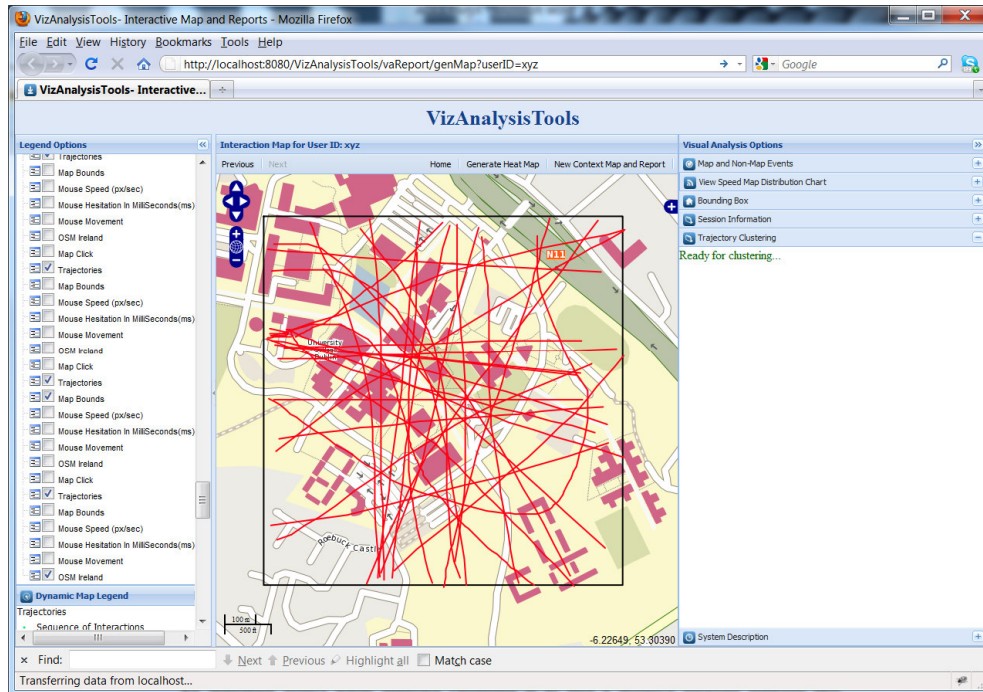 VizAnalysisTools- Interactive Map and Reports - Mozilla Firefox
File Edit View History Bookmarks Tools Help
http://localhost:8080/VizAnalysisTools/vaReport/genMap?userID=xyz
Google
VizAnalysisTools- Interactive...
VizAnalysisTools
Legend Options
Trajectories
Map Bounds
Mouse Speed (px/sec)
Mouse Hesitation In MilliSeconds(ms)
Mouse Movement
OSM Ireland
Map Click
Trajectories
Map Bounds
Mouse Speed (px/sec)
Mouse Hesitation In MilliSeconds(ms)
Mouse Movement
OSM Ireland
Map Click
Trajectories
Map Bounds
Mouse Speed (px/sec)
Mouse Hesitation In MilliSeconds(ms)
Mouse Movement
OSM Ireland
Map Click
Trajectories
Map Bounds
Mouse Speed (px/sec)
Mouse Hesitation In MilliSeconds(ms)
Mouse Movement
OSM Ireland
Dynamic Map Legend
Trajectories
Sequence of Interactions
Interaction Map for User ID: xyz
Previous Next Home Generate Heat Map New Context Map and Report
N11
University
Roebuck Castle
100 m
500 ft
-6.22649, 53.30390
Visual Analysis Options
Map and Non-Map Events
View Speed Map Distribution Chart
Bounding Box
Session Information
Trajectory Clustering
Ready for clustering...
System Description
× Find: Next Previous Highlight all Match case
Transferring data from localhost...